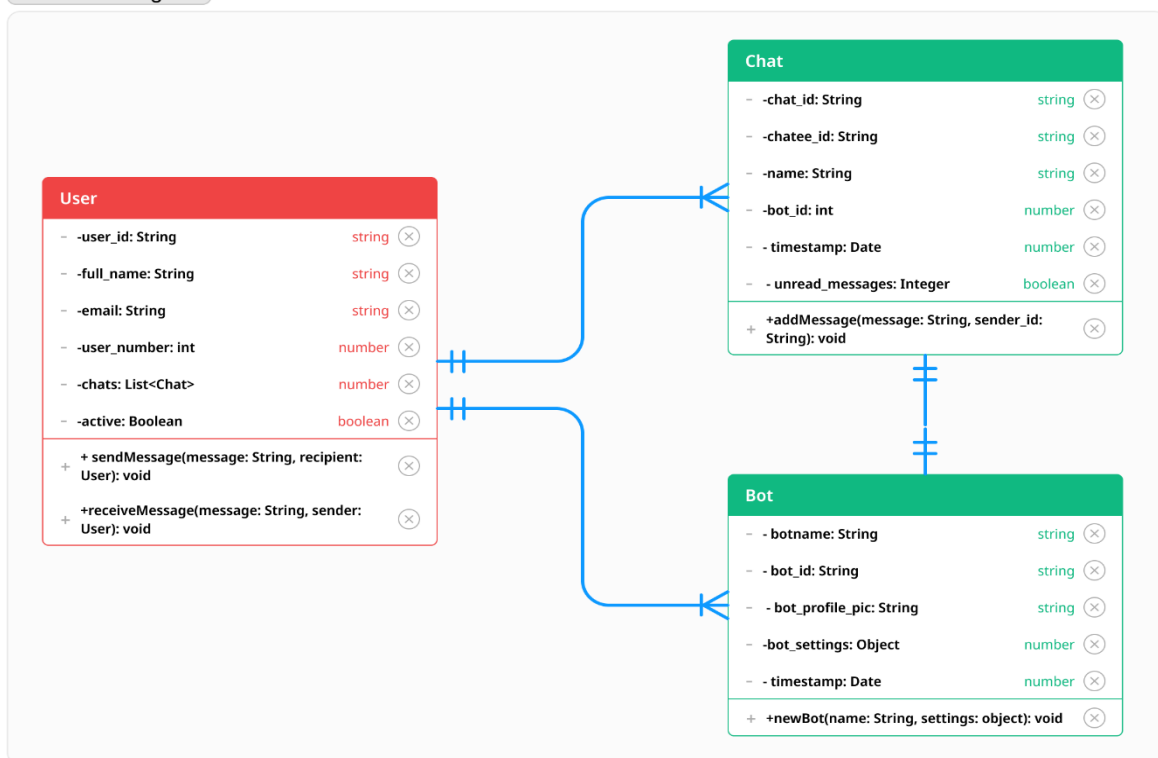 User
- -user_id: String string
- -full_name: String string
- -email: String string
- -user_number: int number
- -chats: List<Chat> number
- -active: Boolean boolean
+ + sendMessage(message: String, recipient:
User): void
+ +receiveMessage(message: String, sender:
User): void
Chat
- -chat_id: String string
- -chatee_id: String string
- -name: String string
- -bot_id: int number
- - timestamp: Date number
- - unread_messages: Integer boolean
+ +addMessage(message: String, sender_id:
String): void
Bot
- - botname: String string
- - bot_id: String string
- - bot_profile_pic: String string
- -bot_settings: Object number
- - timestamp: Date number
+ +newBot(name: String, settings: object): void